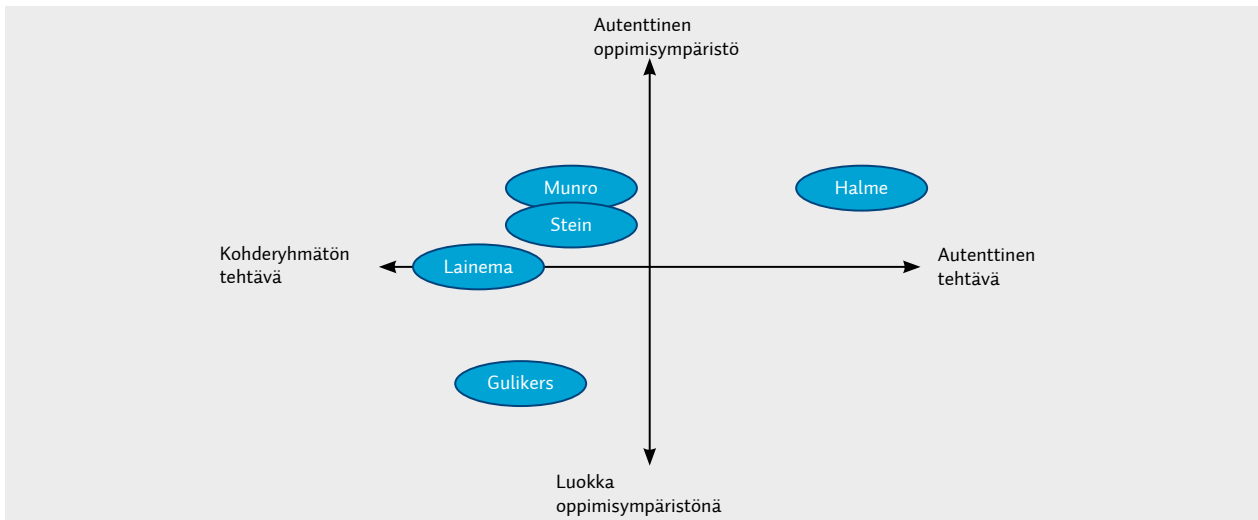 Autenttinen
oppimisympäristö
Munro
Halme
Stein
Kohderyhmätön
tehtävä
Lainema
Autenttinen
tehtävä
Gulikers
Luokka
oppimisympäristönä